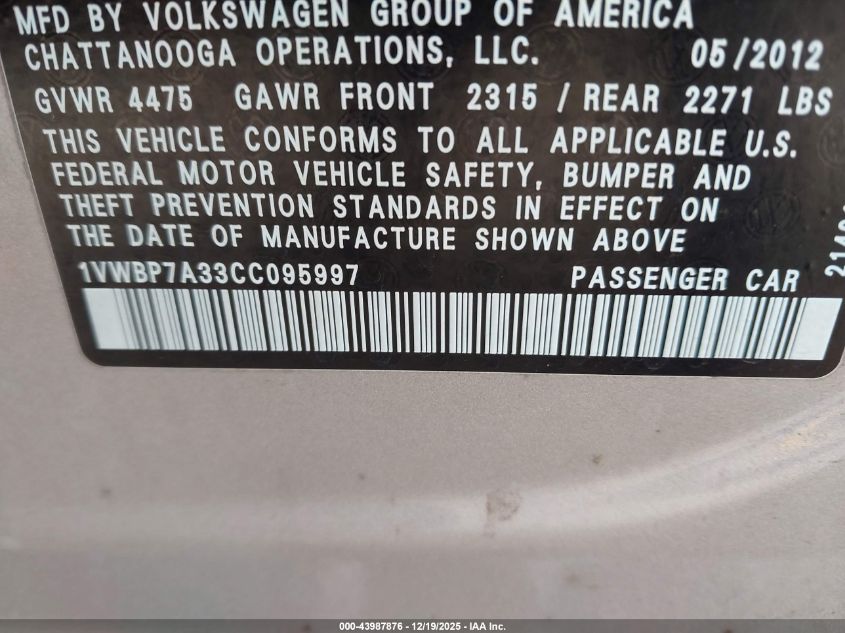 MFD BY VOLKSWAGEN GROUP OF AMERICA
CHATTANOOGA OPERATIONS, LLC. 05/2012
GVWR 4475 GAWR FRONT 2315 / REAR 2271 LBS
THIS VEHICLE CONFORMS TO ALL APPLICABLE U.S.
FEDERAL MOTOR VEHICLE SAFETY, BUMPER AND
THEFT PREVENTION STANDARDS IN EFFECT ON
THE DATE OF MANUFACTURE SHOWN ABOVE
1VWBP7A33CC095997 PASSENGER CAR
000-43987876 | 12/19/2025 - IAA Inc.